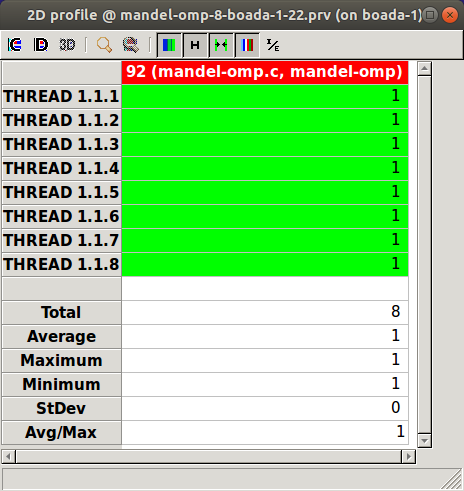 2D profile @ mandel-omp-8-boada-1-22.prv (on boada-1)
3D I/E
92 (mandel-omp.c, mandel-omp)
THREAD 1.1.1 1
THREAD 1.1.2 1
THREAD 1.1.3 1
THREAD 1.1.4 1
THREAD 1.1.5 1
THREAD 1.1.6 1
THREAD 1.1.7 1
THREAD 1.1.8 1
Total 8
Average 1
Maximum 1
Minimum 1
StDev 0
Avg/Max 1